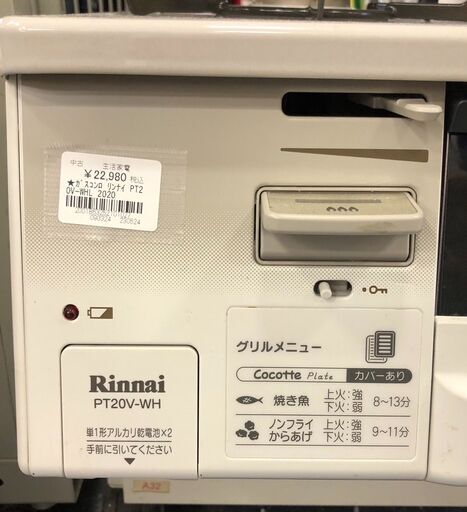 中古 生活家電
¥22,980 税込
★ガスコンロ リンナイ PT2
0V-WHL 2020
090324 230824
グリルメニュー
Cocotte Plate カバーあり
焼き魚 上火：強 下火：弱 8～13分
ノンフライ からあげ 上火：強 下火：弱 9～11分
Rinnai
PT20V-WH
単1形アルカリ乾電池×2
手前に引いてください
A32